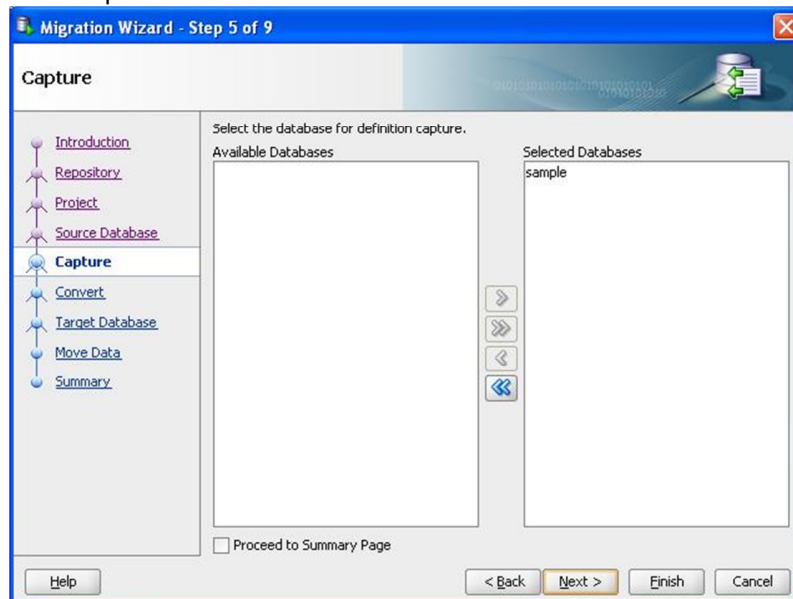 Migration Wizard - Step 5 of 9
Capture
Introduction
Repository
Project
Source Database
Capture
Convert
Target Database
Move Data
Summary
Select the database for definition capture.
Available Databases
Selected Databases
sample
Proceed to Summary Page
Help
< Back
Next >
Finish
Cancel